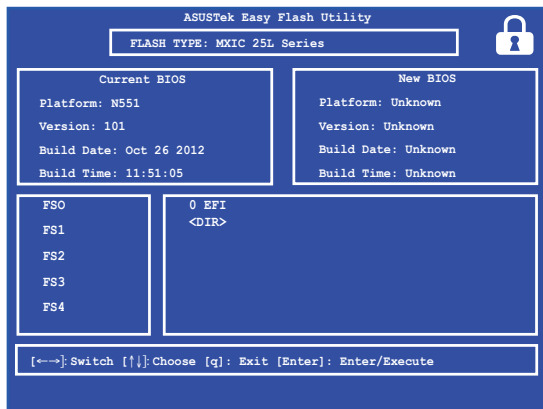 ASUSTek Easy Flash Utility
FLASH TYPE: MXIC 25L Series
Current BIOS
Platform: N551
Version: 101
Build Date: Oct 26 2012
Build Time: 11:51:05
New BIOS
Platform: Unknown
Version: Unknown
Build Date: Unknown
Build Time: Unknown
FSO
FS1
FS2
FS3
FS4
0 EFI
<DIR>
[←→]: Switch [↑↓]: Choose [q]: Exit [Enter]: Enter/Execute